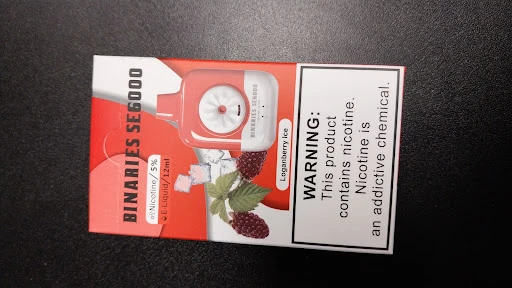 BINARIES SE6000
Nicotine/5%
E-Liquid/12ml
BINARIES SE6000
Loganberry Ice
WARNING:
This product
contains nicotine.
Nicotine is
an addictive chemical.